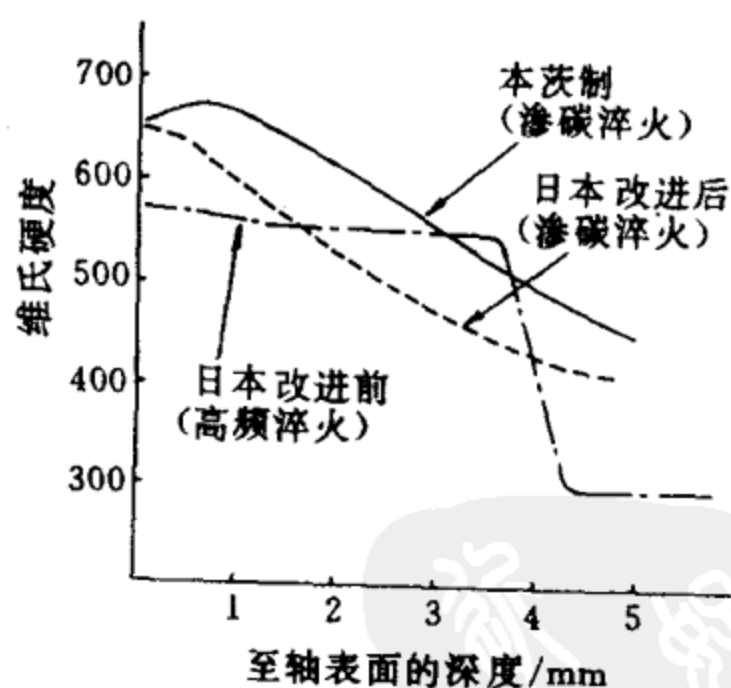 700
600
500
400
300
维氏硬度
本茨制
(渗碳淬火)
日本改进后
(渗碳淬火)
日本改进前
(高频淬火)
1 2 3 4 5
至轴表面的深度/mm